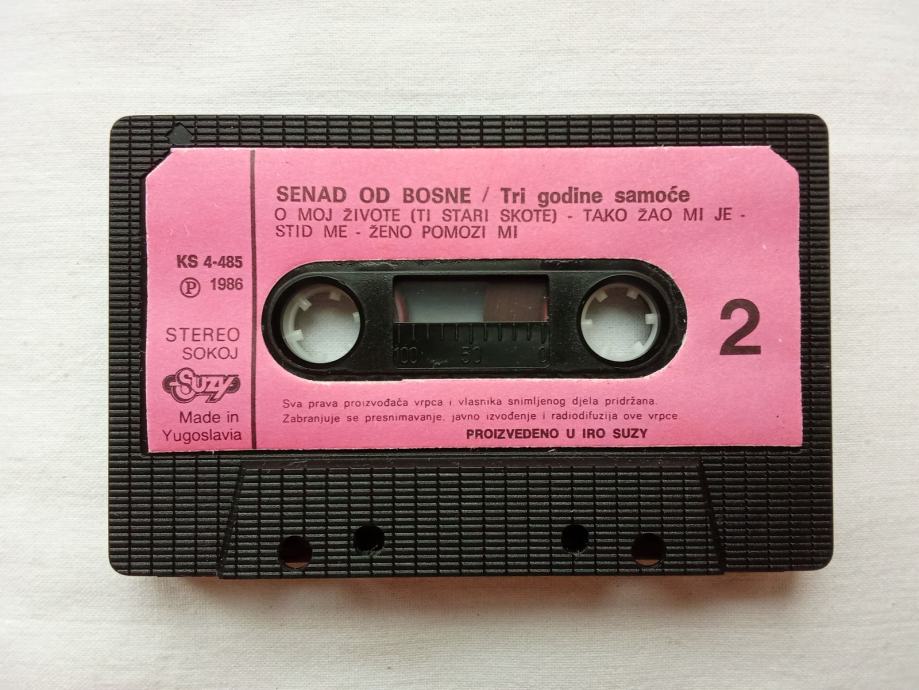 SENAD OD BOSNE / Tri godine samoće
O MOJ ŽIVOTE (TI STARI SKOTE) - TAKO ŽAO MI JE -
STID ME - ŽENO POMOZI MI
KS 4-485
Ⓟ 1986
STEREO
SOKOJ
SUZY
Made in
Yugoslavia
2
100 50 0
Sva prava proizvođača vrpca i vlasnika snimljenog djela pridržana.
Zabranjuje se presnimavanje, javno izvođenje i radiodifuzija ove vrpce.
PROIZVEDENO U IRO SUZY